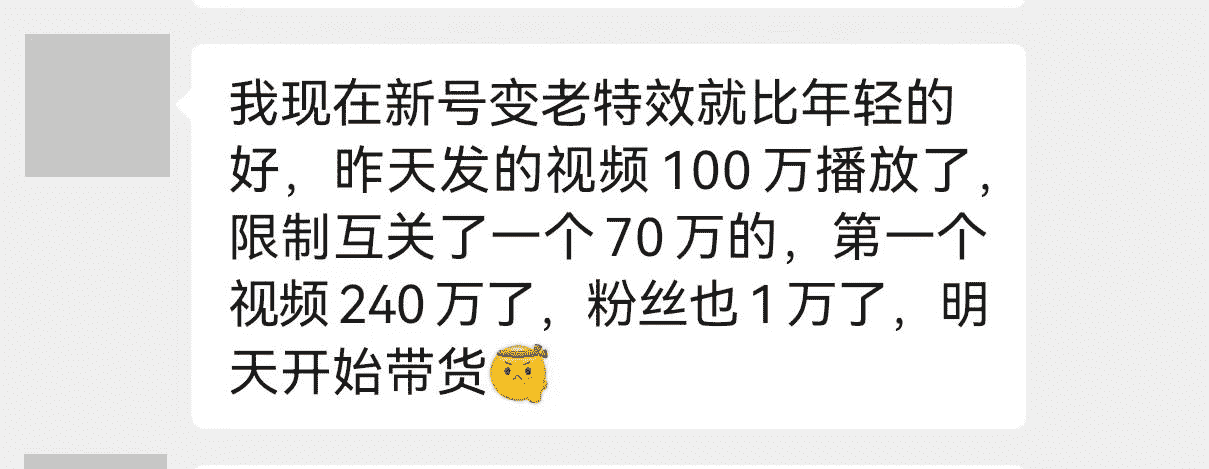 我现在新号变老特效就比年轻的
好，昨天发的视频 100 万播放了，
限制互关了一个 70 万的，第一个
视频 240 万了，粉丝也 1 万了，明
天开始带货